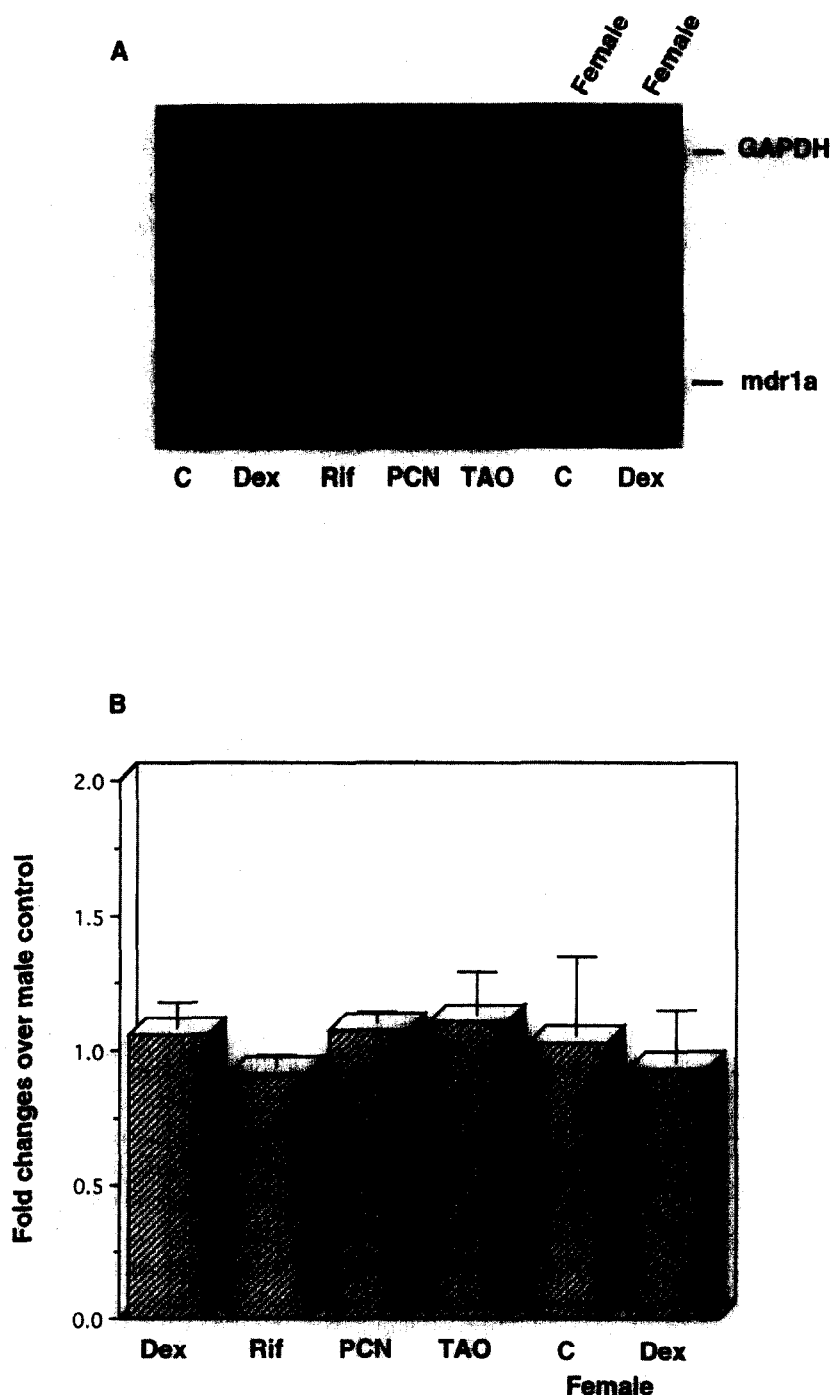 A
Female Female
GAPDH
mdr1a
C Dex Rif PCN TAO C Dex
B
Fold changes over male control
2.0
1.5
1.0
0.5
0.0
Dex Rif PCN TAO C Dex
Female